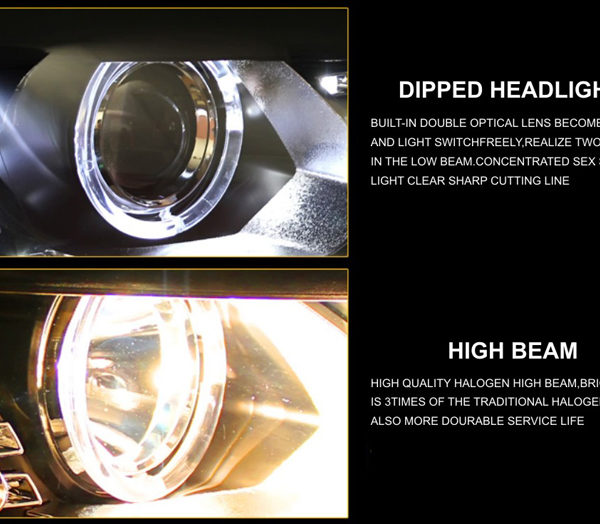 DIPPED HEADLIGH
BUILT-IN DOUBLE OPTICAL LENS BECOME
AND LIGHT SWITCHFREELY,REALIZE TWO
IN THE LOW BEAM.CONCENTRATED SEX
LIGHT CLEAR SHARP CUTTING LINE
HIGH BEAM
HIGH QUALITY HALOGEN HIGH BEAM,BRI
IS 3TIMES OF THE TRADITIONAL HALOGE
ALSO MORE DOURABLE SERVICE LIFE